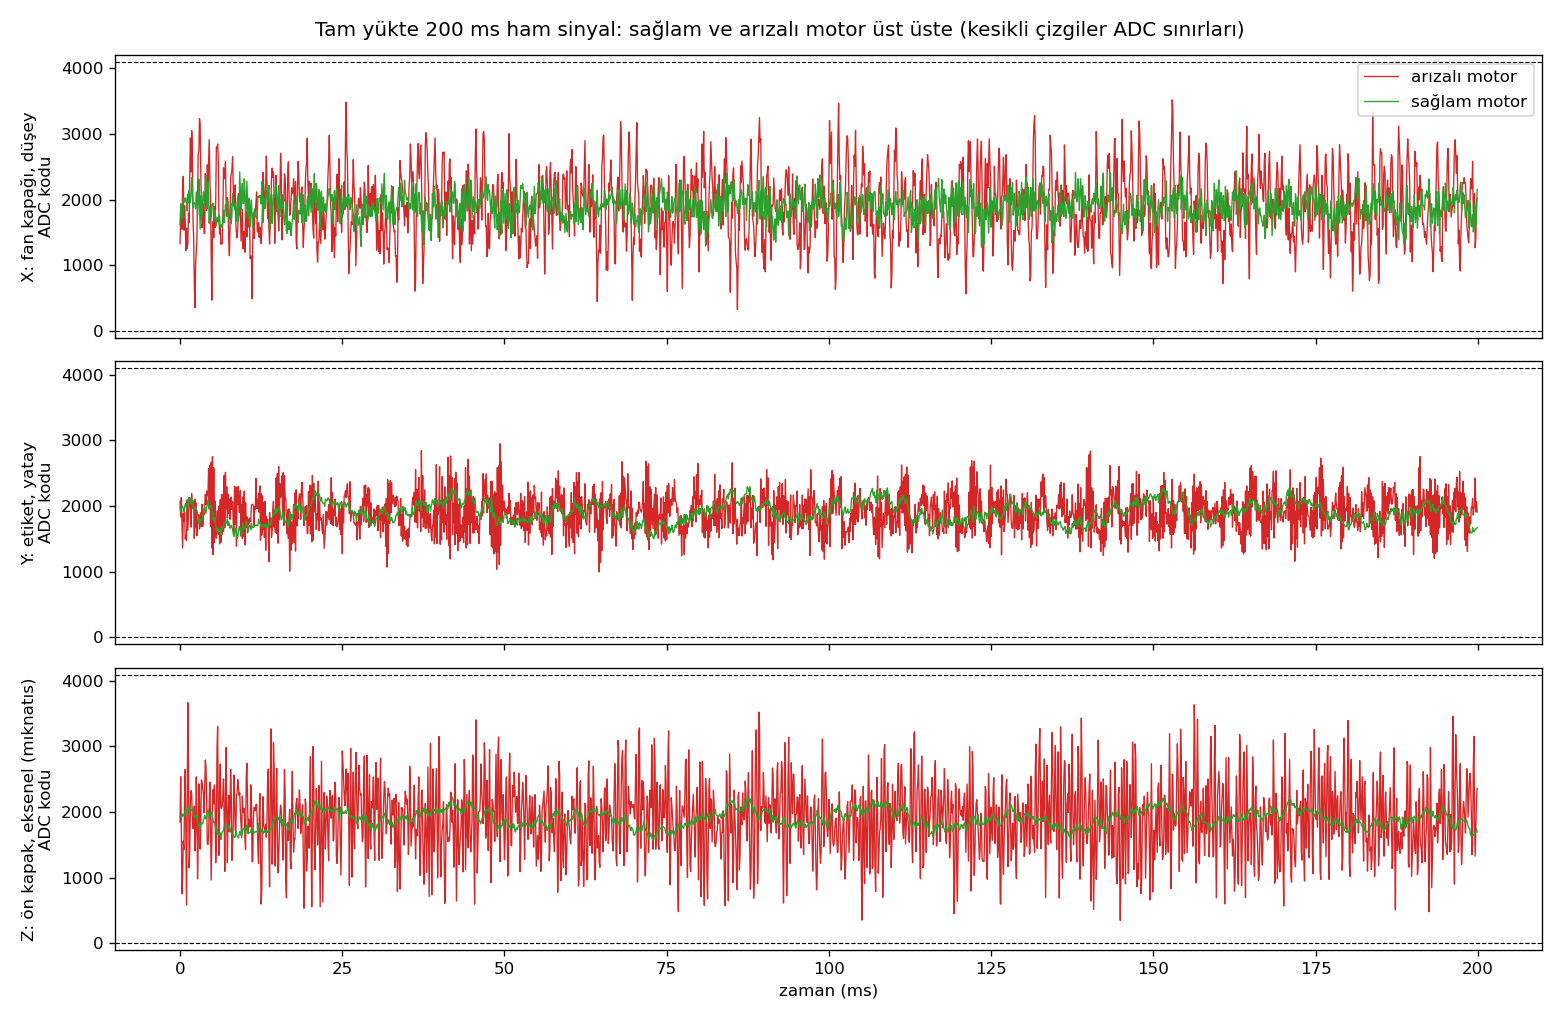 Tam yükte 200 ms ham sinyal: sağlam ve arızalı motor üst üste (kesikli çizgiler ADC sınırları)
X: fan kapağı, düşey
ADC kodu
4000
3000
2000
1000
0
arızalı motor
sağlam motor
Y: etiket, yatay
ADC kodu
4000
3000
2000
1000
0
Z: ön kapak, eksenel (mıknatıs)
ADC kodu
4000
3000
2000
1000
0
0 25 50 75 100 125 150 175 200
zaman (ms)